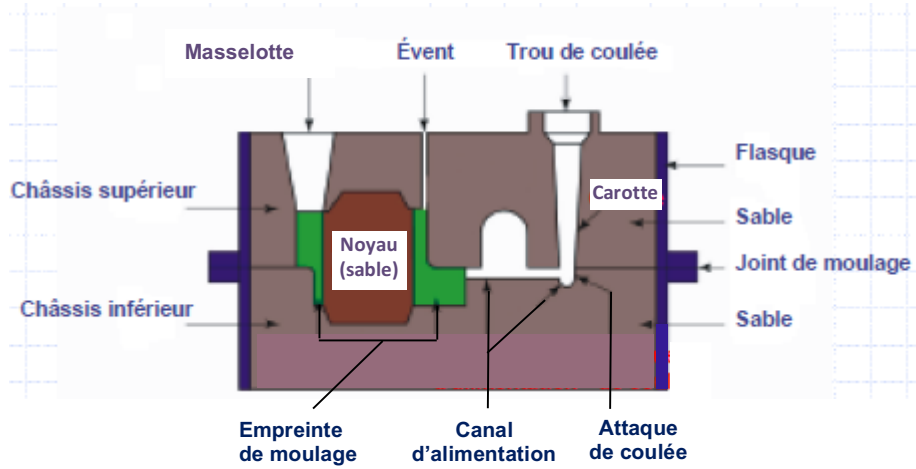 Masselotte
Évent
Trou de coulée
Flasque
Châssis supérieur
Carotte
Sable
Noyau
(sable)
Joint de moulage
Châssis inférieur
Sable
Empreinte
de moulage
Canal
d'alimentation
Attaque
de coulée